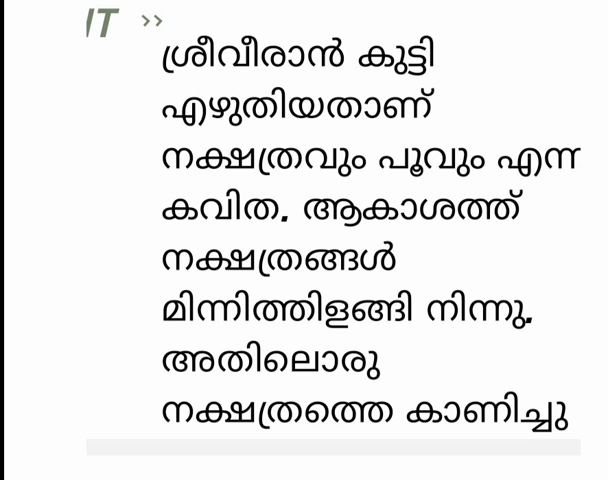 IT >>
ശ്രീവീരാൻ കുട്ടി
എഴുതിയതാണ്
നക്ഷത്രവും പൂവും എന്ന
കവിത. ആകാശത്ത്
നക്ഷത്രങ്ങൾ
മിന്നിത്തിളങ്ങി നിന്നു.
അതിലൊരു
നക്ഷത്രത്തെ കാണിച്ചു